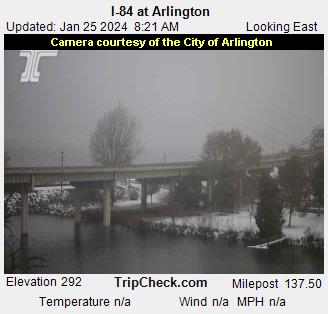 I-84 at Arlington
Updated: Jan 25 2024 8:21 AM Looking East
Camera courtesy of the City of Arlington
Elevation 292 TripCheck.com Milepost 137.50
Temperature n/a Wind n/a MPH n/a